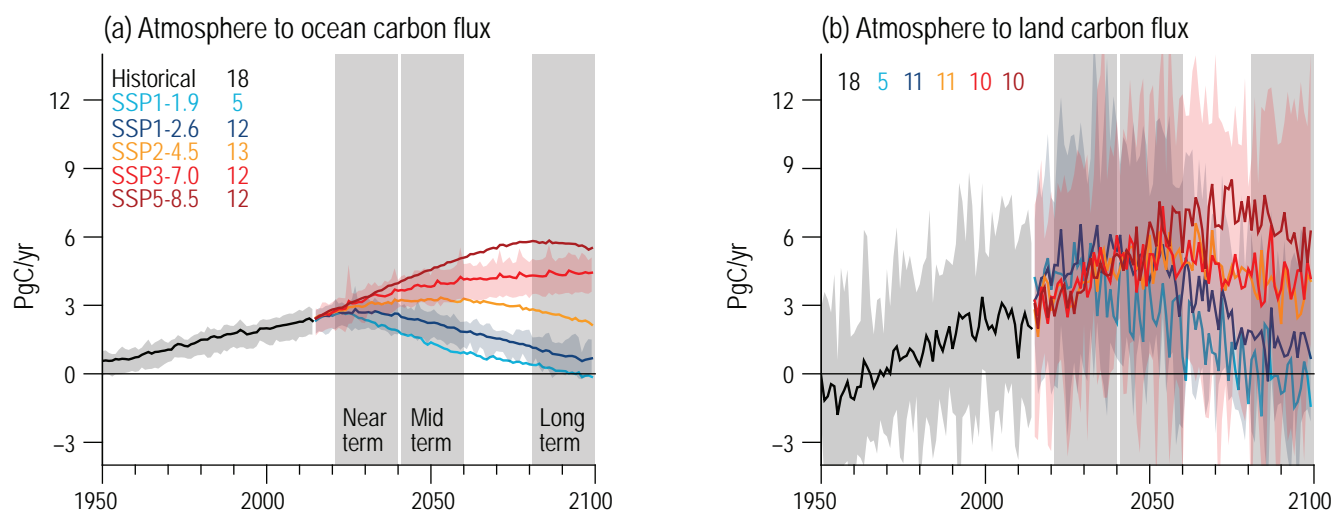 (a) Atmosphere to ocean carbon flux
Historical 18
SSP1-1.9 5
SSP1-2.6 12
SSP2-4.5 13
SSP3-7.0 12
SSP5-8.5 12
PgC/yr
12
9
6
3
0
–3
Near term
Mid term
Long term
1950 2000 2050 2100
(b) Atmosphere to land carbon flux
18 5 11 11 10 10
PgC/yr
12
9
6
3
0
–3
1950 2000 2050 2100